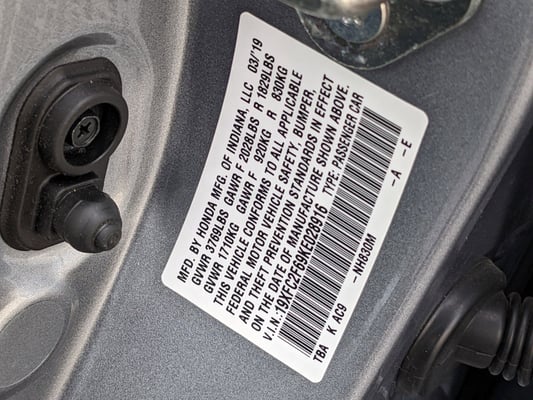 MFD. BY HONDA MFG. OF INDIANA, LLC 03/'19
GVWR 3769LBS GAWR F 2028LBS R 1829LBS
GVWR 1710KG GAWR F 920KG R 830KG
THIS VEHICLE CONFORMS TO ALL APPLICABLE
FEDERAL MOTOR VEHICLE SAFETY, BUMPER,
AND THEFT PREVENTION STANDARDS IN EFFECT
ON THE DATE OF MANUFACTURE SHOWN ABOVE.
V.I.N.:19XFC2F69KE028916 TYPE: PASSENGER CAR
TBA K AC9 -NH830M -A -E